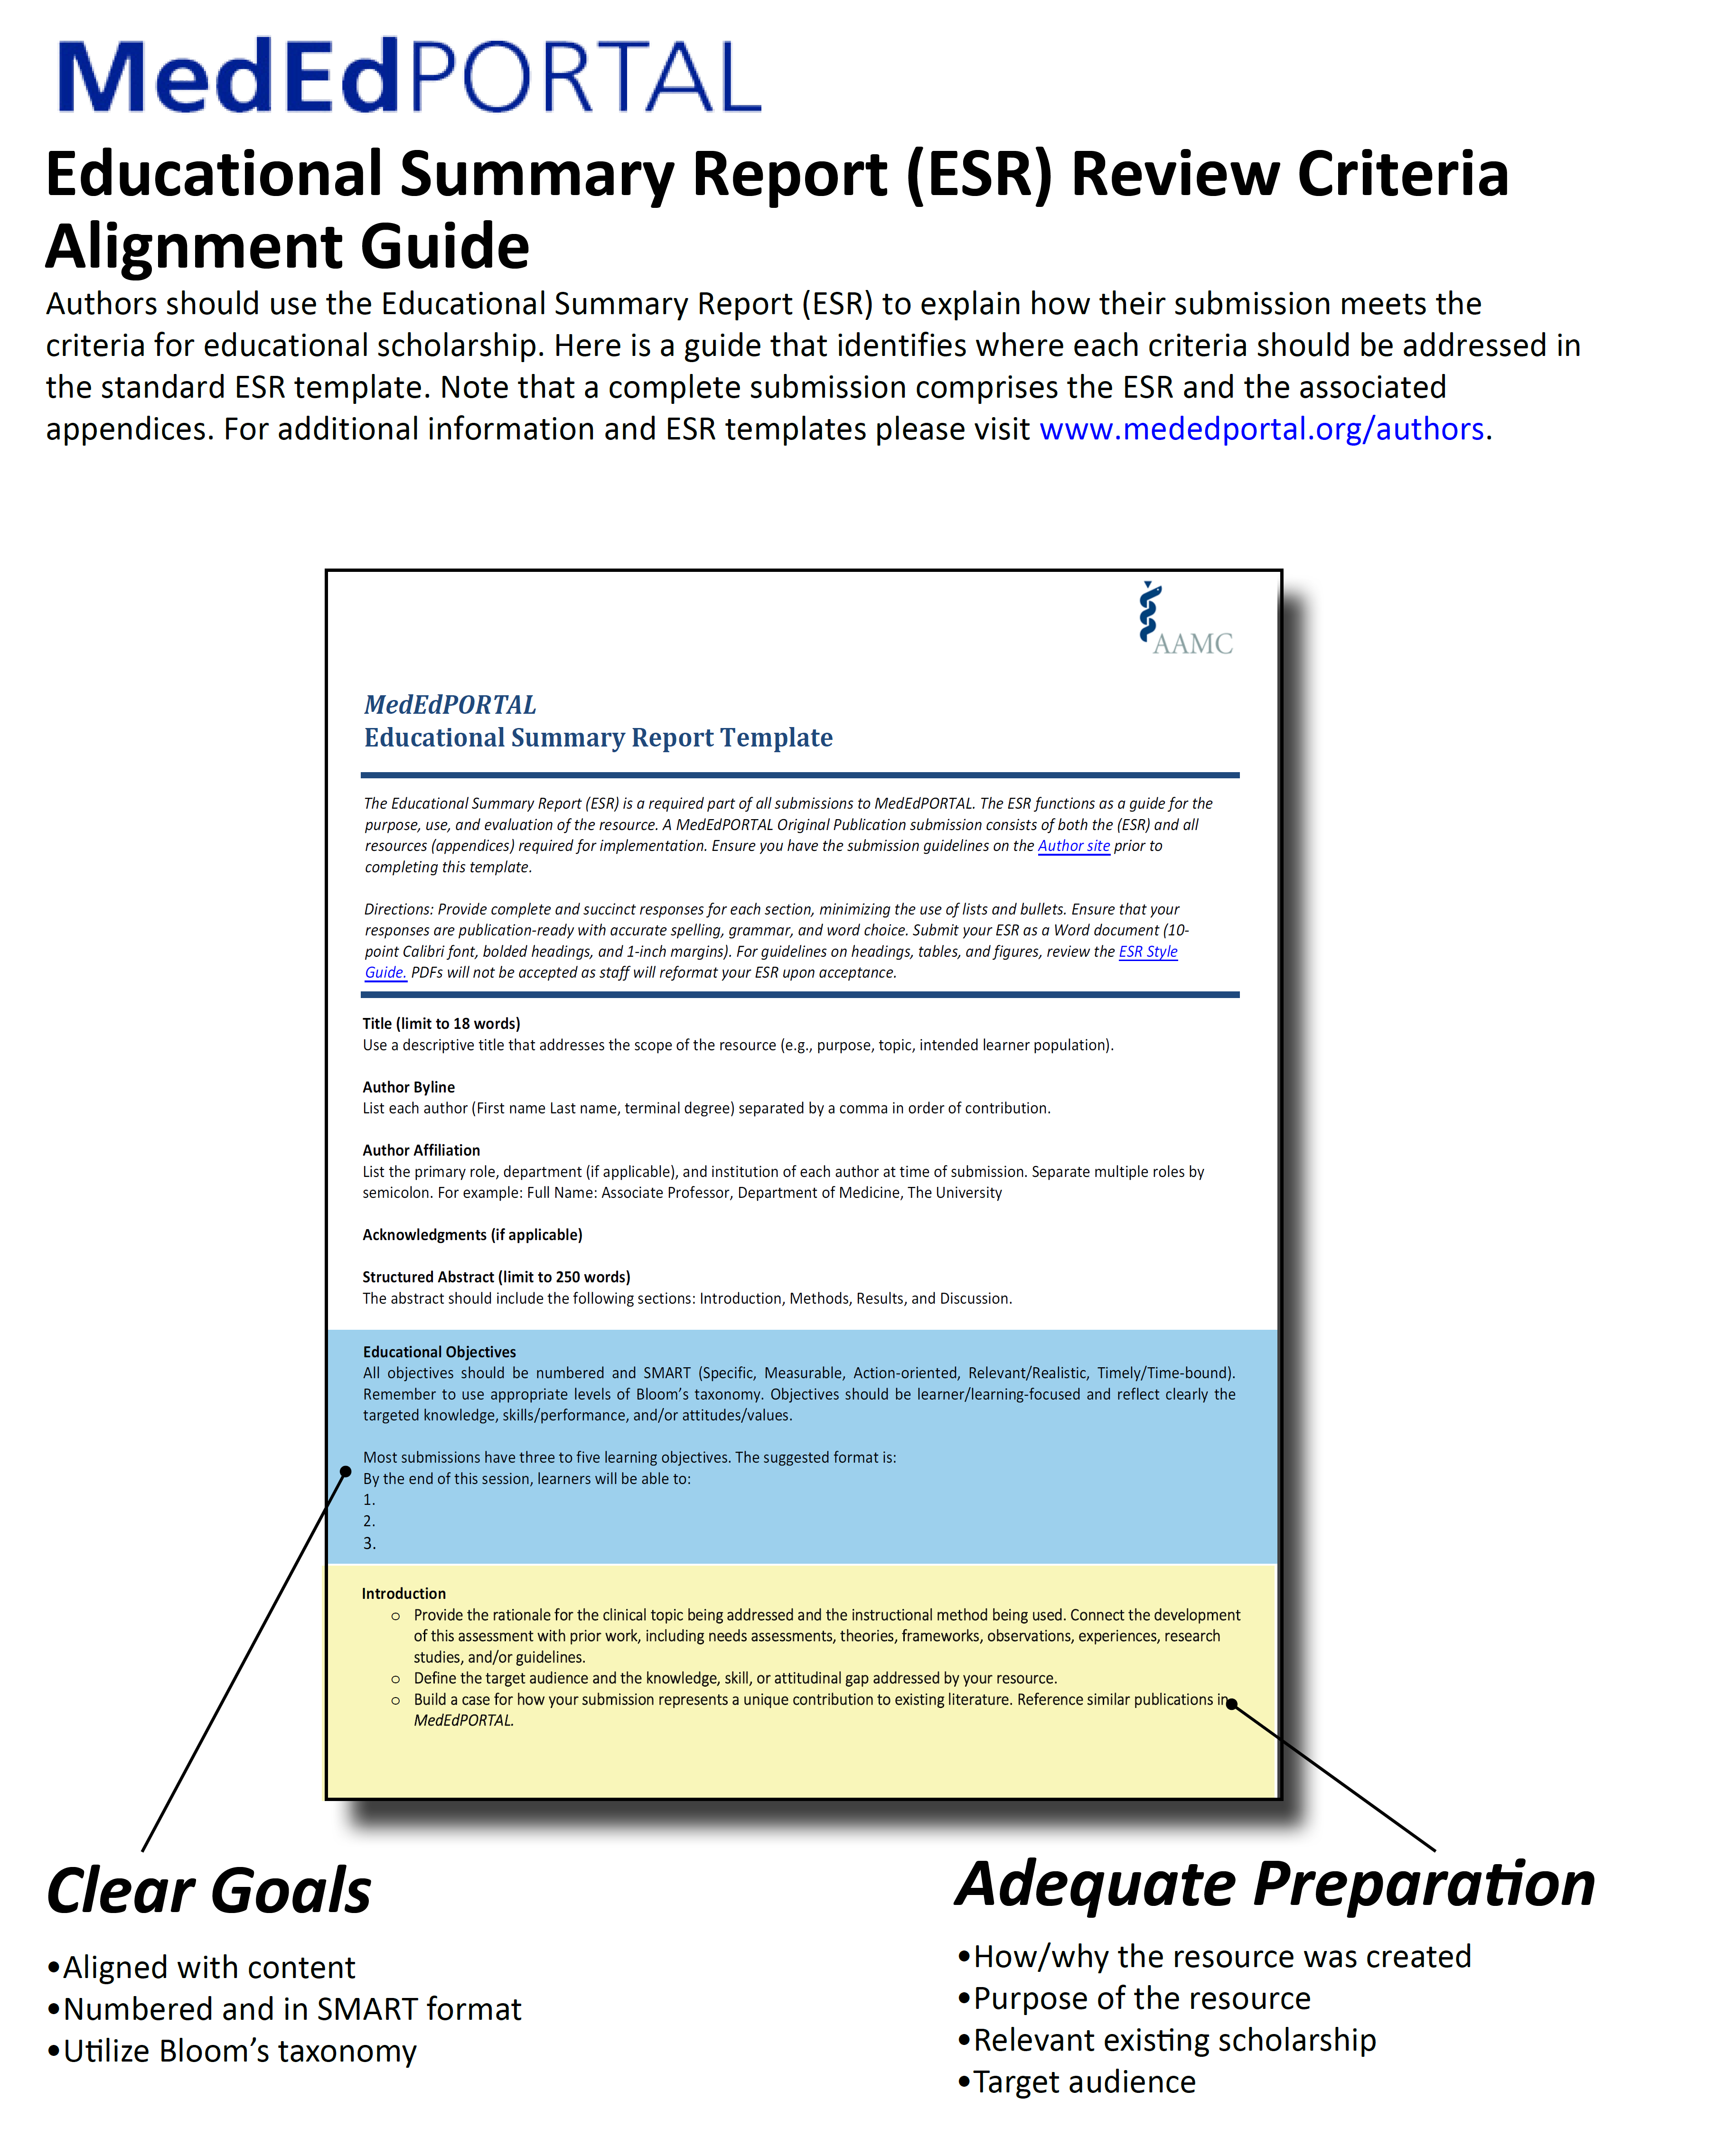 MedEdPORTAL
Educational Summary Report (ESR) Review Criteria
Alignment Guide
Authors should use the Educational Summary Report (ESR) to explain how their submission meets the
criteria for educational scholarship. Here is a guide that identifies where each criteria should be addressed in
the standard ESR template. Note that a complete submission comprises the ESR and the associated
appendices. For additional information and ESR templates please visit www.mededportal.org/authors.
AAMC
MedEdPORTAL
Educational Summary Report Template
The Educational Summary Report (ESR) is a required part of all submissions to MedEdPORTAL. The ESR functions as a guide for the
purpose, use, and evaluation of the resource. A MedEdPORTAL Original Publication submission consists of both the (ESR) and all
resources (appendices) required for implementation. Ensure you have the submission guidelines on the Author site prior to
completing this template.
Directions: Provide complete and succinct responses for each section, minimizing the use of lists and bullets. Ensure that your
responses are publication-ready with accurate spelling, grammar, and word choice. Submit your ESR as a Word document (10-
point Calibri font, bolded headings, and 1-inch margins). For guidelines on headings, tables, and figures, review the ESR Style
Guide. PDFs will not be accepted as staff will reformat your ESR upon acceptance.
Title (limit to 18 words)
Use a descriptive title that addresses the scope of the resource (e.g., purpose, topic, intended learner population).
Author Byline
List each author (First name Last name, terminal degree) separated by a comma in order of contribution.
Author Affiliation
List the primary role, department (if applicable), and institution of each author at time of submission. Separate multiple roles by
semicolon. For example: Full Name: Associate Professor, Department of Medicine, The University
Acknowledgments (if applicable)
Structured Abstract (limit to 250 words)
The abstract should include the following sections: Introduction, Methods, Results, and Discussion.
Educational Objectives
All objectives should be numbered and SMART (Specific, Measurable, Action-oriented, Relevant/Realistic, Timely/Time-bound).
Remember to use appropriate levels of Bloom's taxonomy. Objectives should be learner/learning-focused and reflect clearly the
targeted knowledge, skills/performance, and/or attitudes/values.
Most submissions have three to five learning objectives. The suggested format is:
By the end of this session, learners will be able to:
1.
2.
3.
Introduction
o Provide the rationale for the clinical topic being addressed and the instructional method being used. Connect the development
of this assessment with prior work, including needs assessments, theories, frameworks, observations, experiences, research
studies, and/or guidelines.
o Define the target audience and the knowledge, skill, or attitudinal gap addressed by your resource.
o Build a case for how your submission represents a unique contribution to existing literature. Reference similar publications in
MedEdPORTAL.
Clear Goals
•Aligned with content
•Numbered and in SMART format
•Utilize Bloom's taxonomy
Adequate Preparation
•How/why the resource was created
•Purpose of the resource
•Relevant existing scholarship
•Target audience